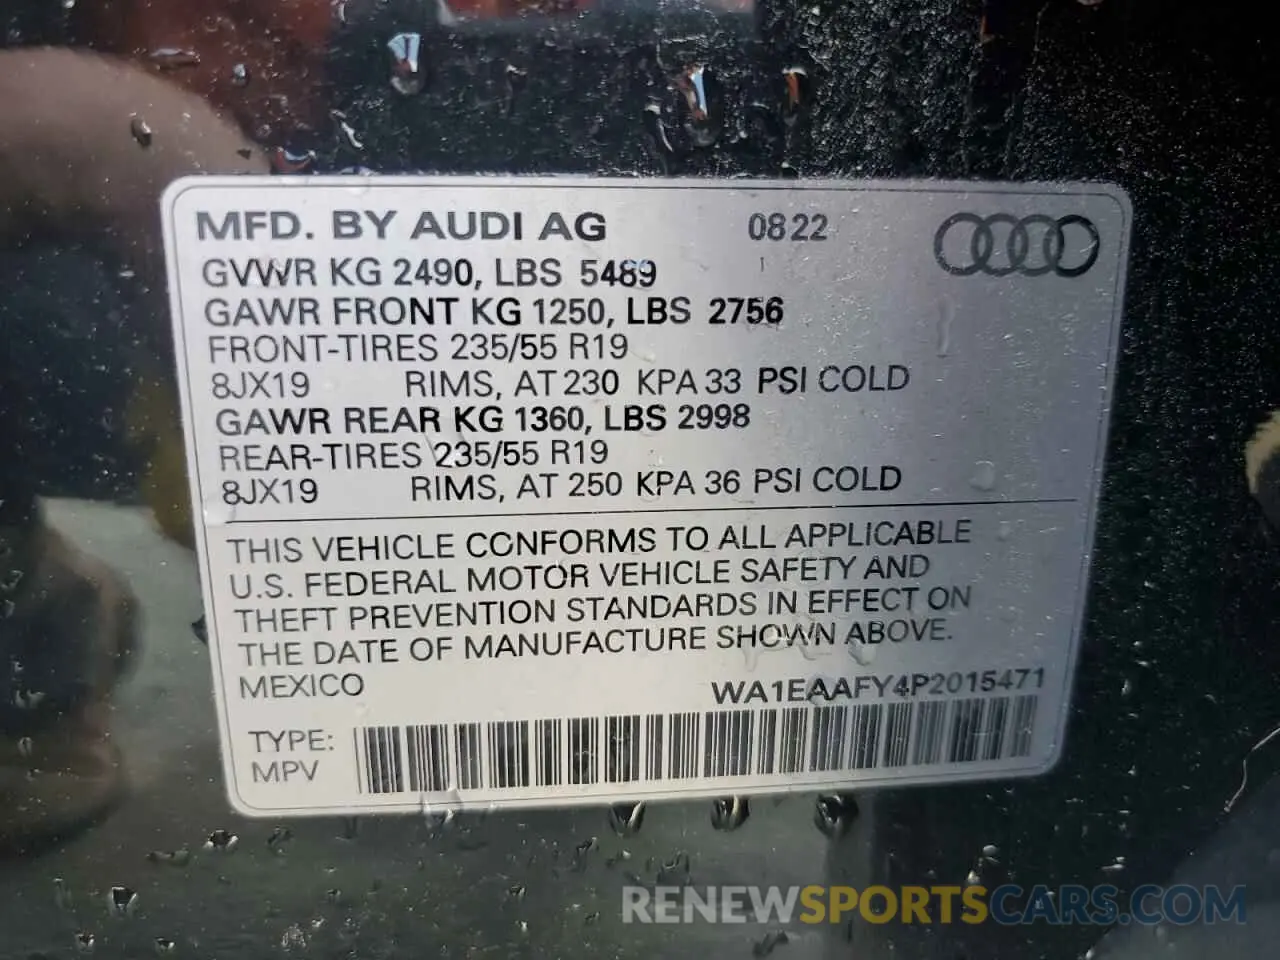 MFD. BY AUDI AG 0822
GVWR KG 2490, LBS 5489
GAWR FRONT KG 1250, LBS 2756
FRONT-TIRES 235/55 R19
8JX19 RIMS, AT 230 KPA 33 PSI COLD
GAWR REAR KG 1360, LBS 2998
REAR-TIRES 235/55 R19
8JX19 RIMS, AT 250 KPA 36 PSI COLD
THIS VEHICLE CONFORMS TO ALL APPLICABLE
U.S. FEDERAL MOTOR VEHICLE SAFETY AND
THEFT PREVENTION STANDARDS IN EFFECT ON
THE DATE OF MANUFACTURE SHOWN ABOVE.
MEXICO WA1EAAFY4P2015471
TYPE:
MPV
RENEWSPORTSCARS.COM